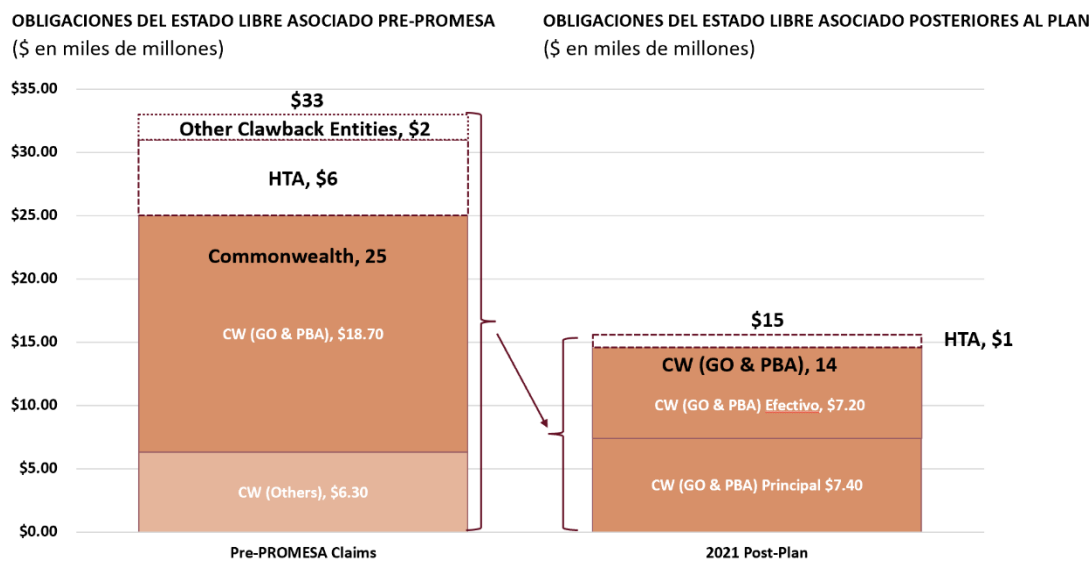 OBLIGACIONES DEL ESTADO LIBRE ASOCIADO PRE-PROMESA
($ en miles de millones)
OBLIGACIONES DEL ESTADO LIBRE ASOCIADO POSTERIORES AL PLAN
($ en miles de millones)
$35.00
$30.00
$25.00
$20.00
$15.00
$10.00
$5.00
$0.00
$33
Other Clawback Entities, $2
HTA, $6
Commonwealth, 25
CW (GO & PBA), $18.70
CW (Others), $6.30
Pre-PROMESA Claims
$15
HTA, $1
CW (GO & PBA), 14
CW (GO & PBA) Efectivo, $7.20
CW (GO & PBA) Principal $7.40
2021 Post-Plan